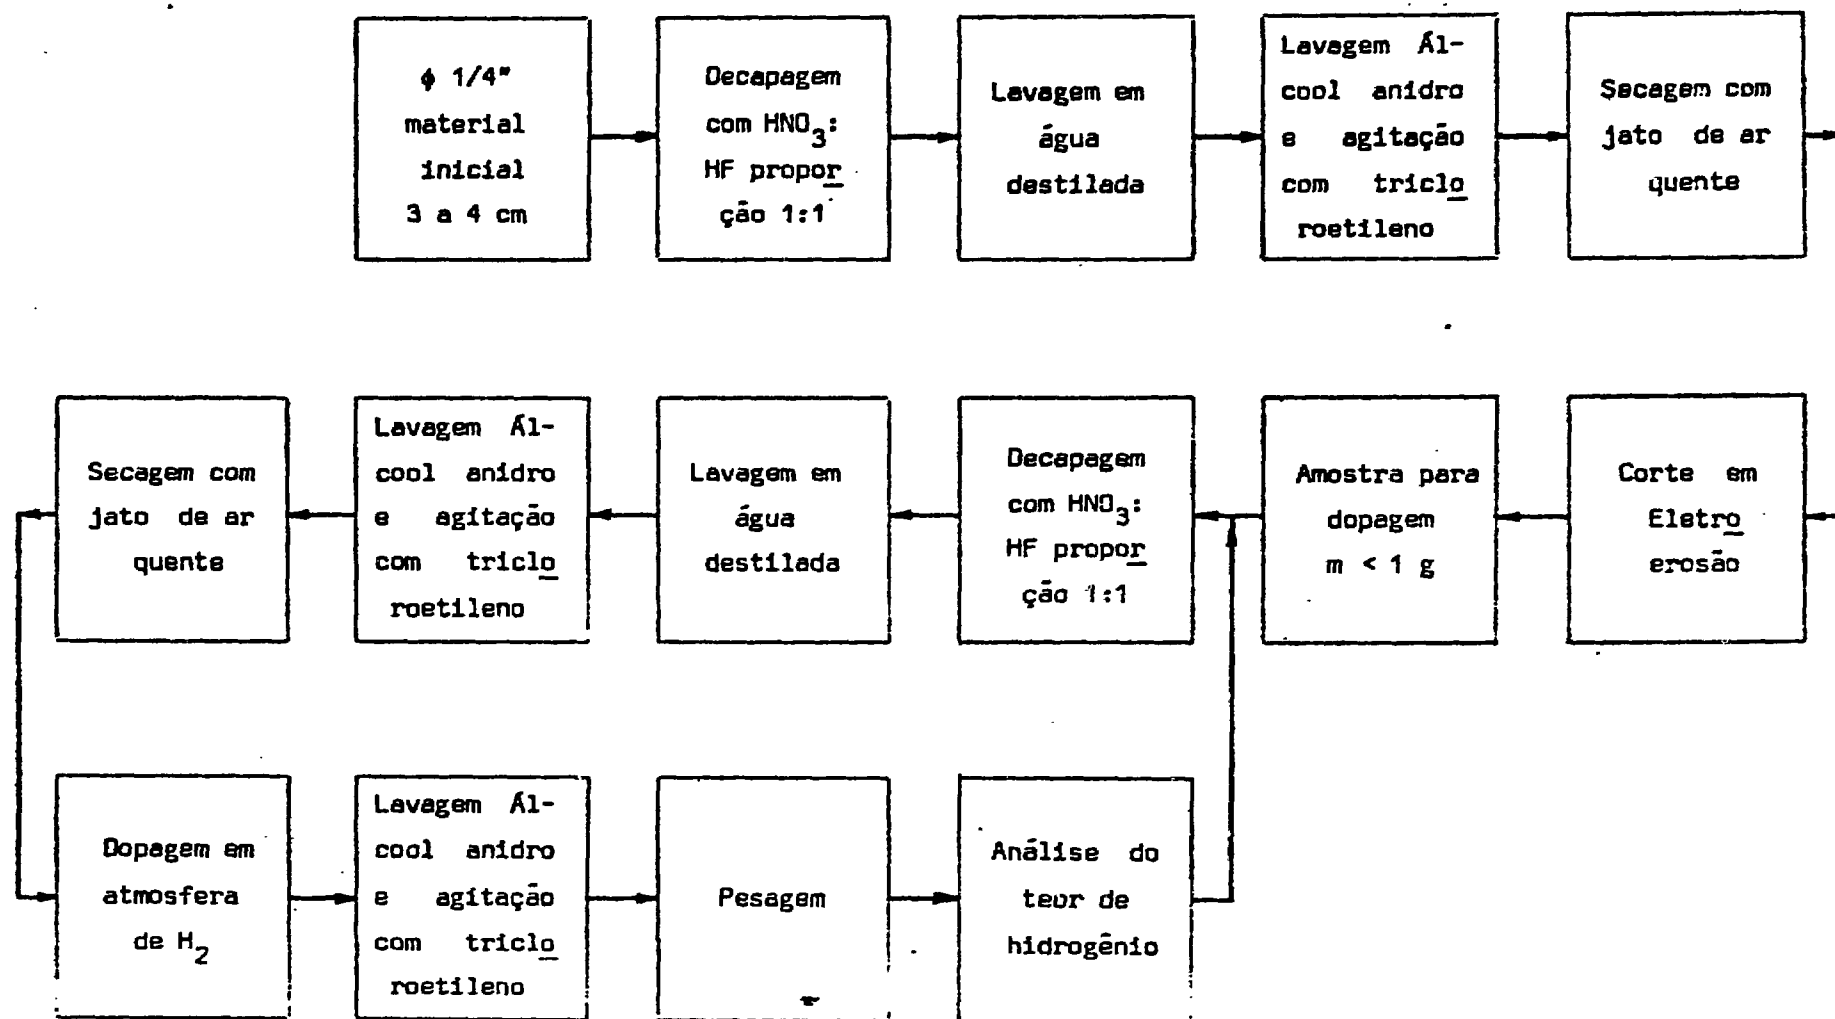 ϕ 1/4"
material
inicial
3 a 4 cm
Decapagem
com HNO3:
HF propor
ção 1:1
Lavagem em
água
destilada
Lavagem Ál-
cool anidro
e agitação
com triclo
roetileno
Secagem com
jato de ar
quente
Secagem com
jato de ar
quente
Lavagem Ál-
cool anidro
e agitação
com triclo
roetileno
Lavagem em
água
destilada
Decapagem
com HNO3:
HF propor
ção 1:1
Amostra para
dopagem
m < 1 g
Corte em
Eletro
erosão
Dopagem em
atmosfera
de H2
Lavagem Ál-
cool anidro
e agitação
com triclo
roetileno
Pesagem
Análise do
teor de
hidrogênio